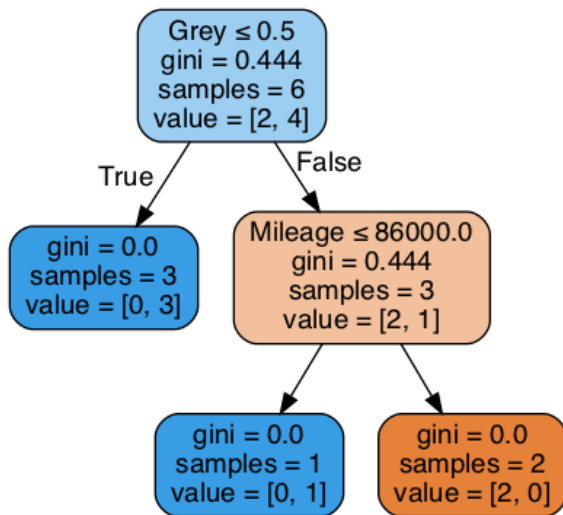 Grey ≤ 0.5
gini = 0.444
samples = 6
value = [2, 4]
True
False
gini = 0.0
samples = 3
value = [0, 3]
Mileage ≤ 86000.0
gini = 0.444
samples = 3
value = [2, 1]
gini = 0.0
samples = 1
value = [0, 1]
gini = 0.0
samples = 2
value = [2, 0]